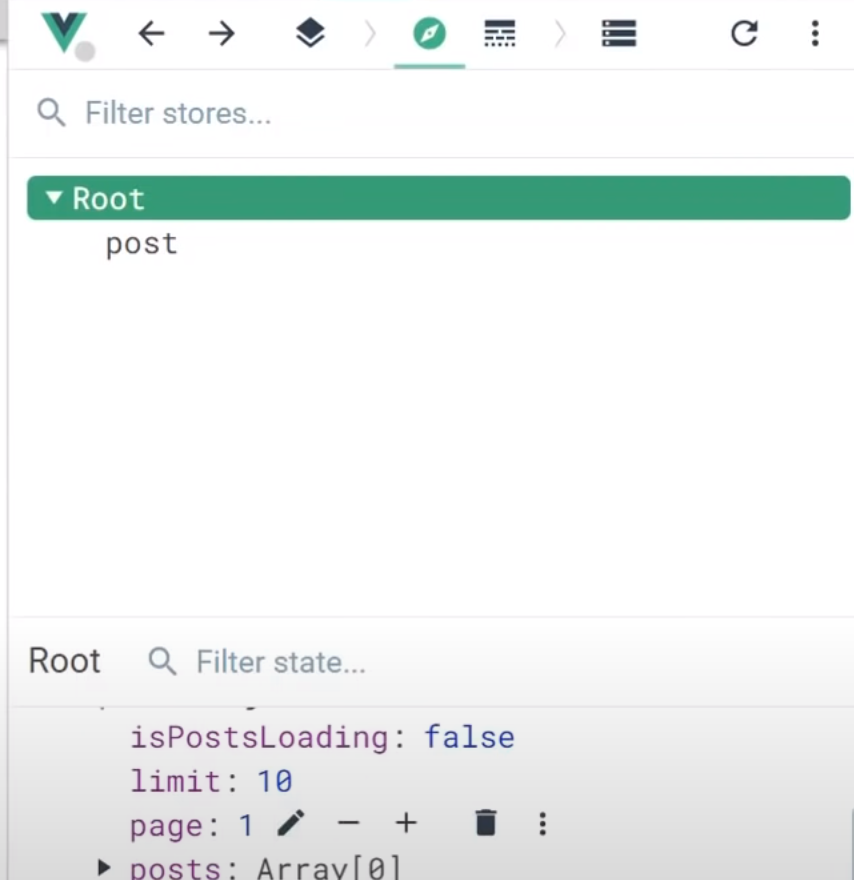 Filter stores...
Root
post
Root Filter state...
isPostsLoading: false
limit: 10
page: 1
posts: Array[0]